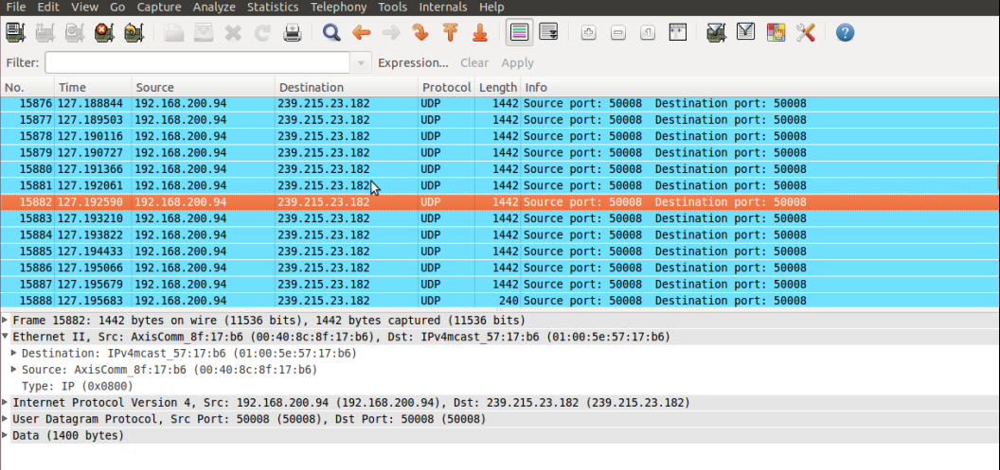 File Edit View Go Capture Analyze Statistics Telephony Tools Internals Help
Filter: Expression... Clear Apply
No. Time Source Destination Protocol Length Info
15876 127.188844 192.168.200.94 239.215.23.182 UDP 1442 Source port: 50008 Destination port: 50008
15877 127.189503 192.168.200.94 239.215.23.182 UDP 1442 Source port: 50008 Destination port: 50008
15878 127.190116 192.168.200.94 239.215.23.182 UDP 1442 Source port: 50008 Destination port: 50008
15879 127.190727 192.168.200.94 239.215.23.182 UDP 1442 Source port: 50008 Destination port: 50008
15880 127.191366 192.168.200.94 239.215.23.182 UDP 1442 Source port: 50008 Destination port: 50008
15881 127.192061 192.168.200.94 239.215.23.182 UDP 1442 Source port: 50008 Destination port: 50008
15882 127.192590 192.168.200.94 239.215.23.182 UDP 1442 Source port: 50008 Destination port: 50008
15883 127.193210 192.168.200.94 239.215.23.182 UDP 1442 Source port: 50008 Destination port: 50008
15884 127.193822 192.168.200.94 239.215.23.182 UDP 1442 Source port: 50008 Destination port: 50008
15885 127.194433 192.168.200.94 239.215.23.182 UDP 1442 Source port: 50008 Destination port: 50008
15886 127.195066 192.168.200.94 239.215.23.182 UDP 1442 Source port: 50008 Destination port: 50008
15887 127.195679 192.168.200.94 239.215.23.182 UDP 1442 Source port: 50008 Destination port: 50008
15888 127.195683 192.168.200.94 239.215.23.182 UDP 240 Source port: 50008 Destination port: 50008
Frame 15882: 1442 bytes on wire (11536 bits), 1442 bytes captured (11536 bits)
Ethernet II, Src: AxisComm_8f:17:b6 (00:40:8c:8f:17:b6), Dst: IPv4mcast_57:17:b6 (01:00:5e:57:17:b6)
Destination: IPv4mcast_57:17:b6 (01:00:5e:57:17:b6)
Source: AxisComm_8f:17:b6 (00:40:8c:8f:17:b6)
Type: IP (0x0800)
Internet Protocol Version 4, Src: 192.168.200.94 (192.168.200.94), Dst: 239.215.23.182 (239.215.23.182)
User Datagram Protocol, Src Port: 50008 (50008), Dst Port: 50008 (50008)
Data (1400 bytes)